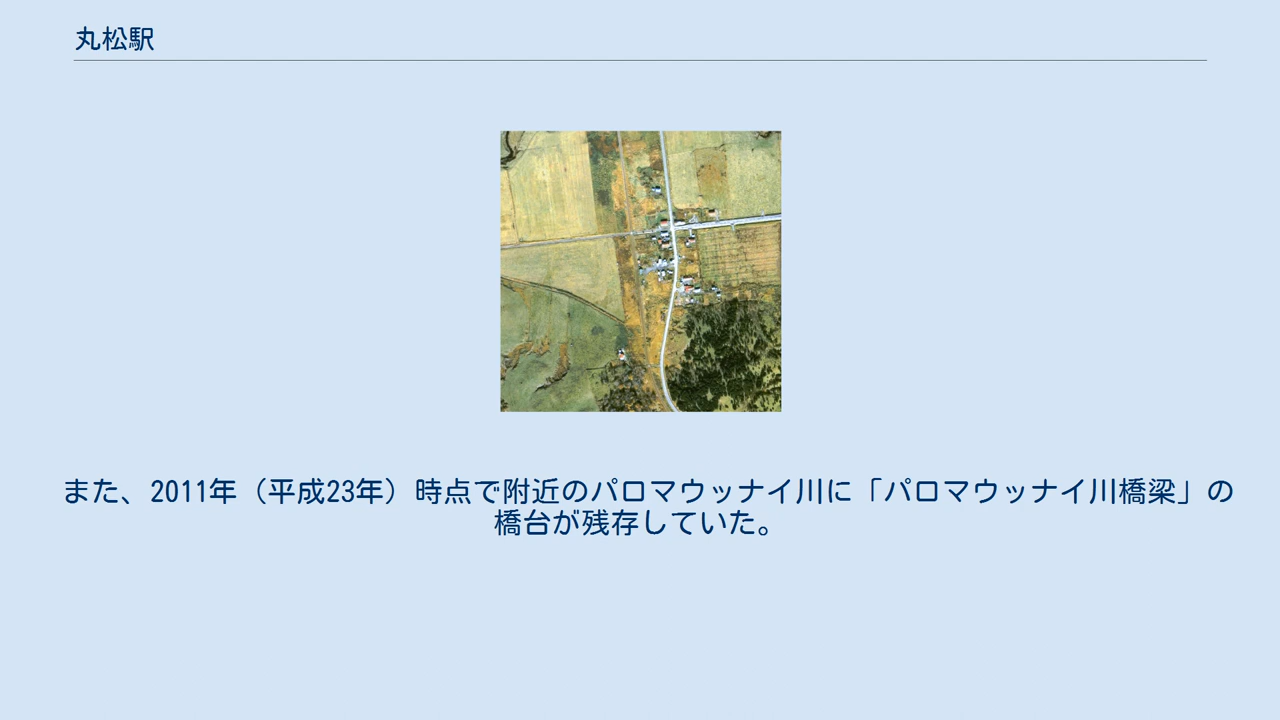 丸松駅
また、2011年（平成23年）時点で附近のパロマウッナイ川に「パロマウッナイ川橋梁」の
橋台が残存していた。